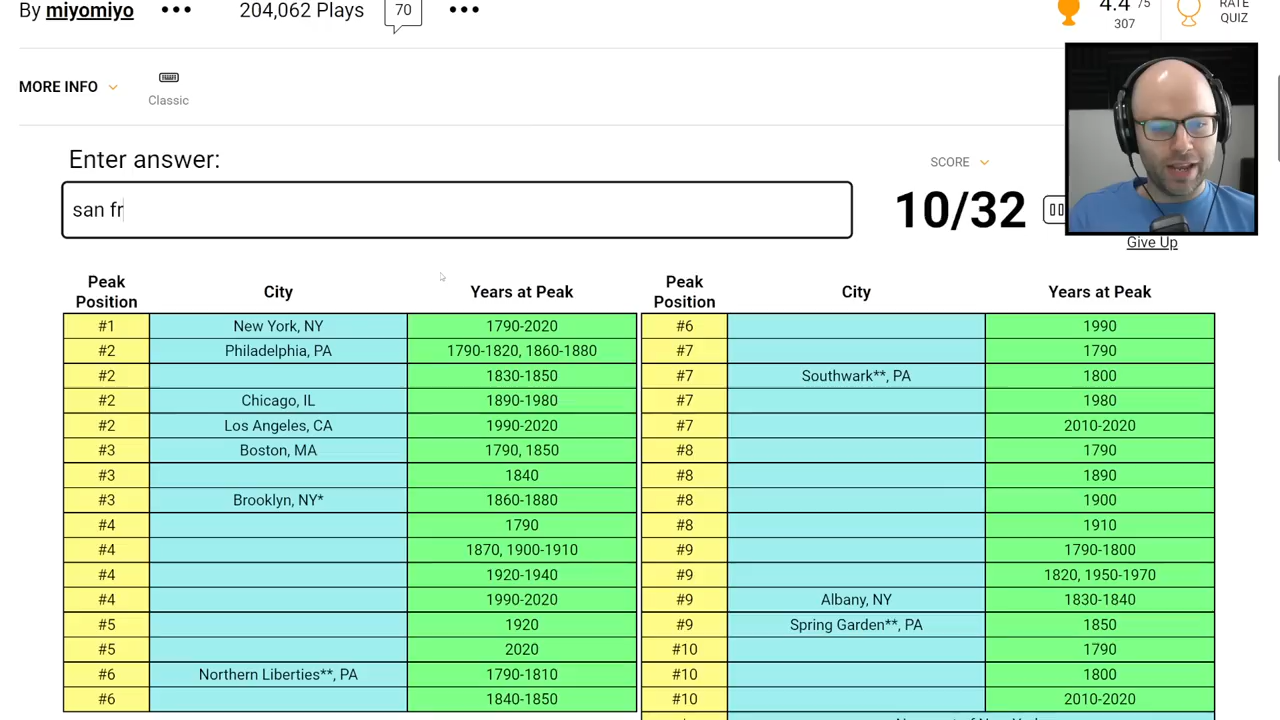 By miyomiyo ••• 204,062 Plays 70 •••
4.4 /5
307
RATE
QUIZ
MORE INFO
Classic
Enter answer:
san fr
SCORE
10/32
Give Up
Peak Position City Years at Peak
#1 New York, NY 1790-2020
#2 Philadelphia, PA 1790-1820, 1860-1880
#2 1830-1850
#2 Chicago, IL 1890-1980
#2 Los Angeles, CA 1990-2020
#3 Boston, MA 1790, 1850
#3 1840
#3 Brooklyn, NY* 1860-1880
#4 1790
#4 1870, 1900-1910
#4 1920-1940
#4 1990-2020
#5 1920
#5 2020
#6 Northern Liberties**, PA 1790-1810
#6 1840-1850
Peak Position City Years at Peak
#6 1990
#7 1790
#7 Southwark**, PA 1800
#7 1980
#7 2010-2020
#8 1790
#8 1890
#8 1900
#8 1910
#9 1790-1800
#9 1820, 1950-1970
#9 Albany, NY 1830-1840
#9 Spring Garden**, PA 1850
#10 1790
#10 1800
#10 2010-2020